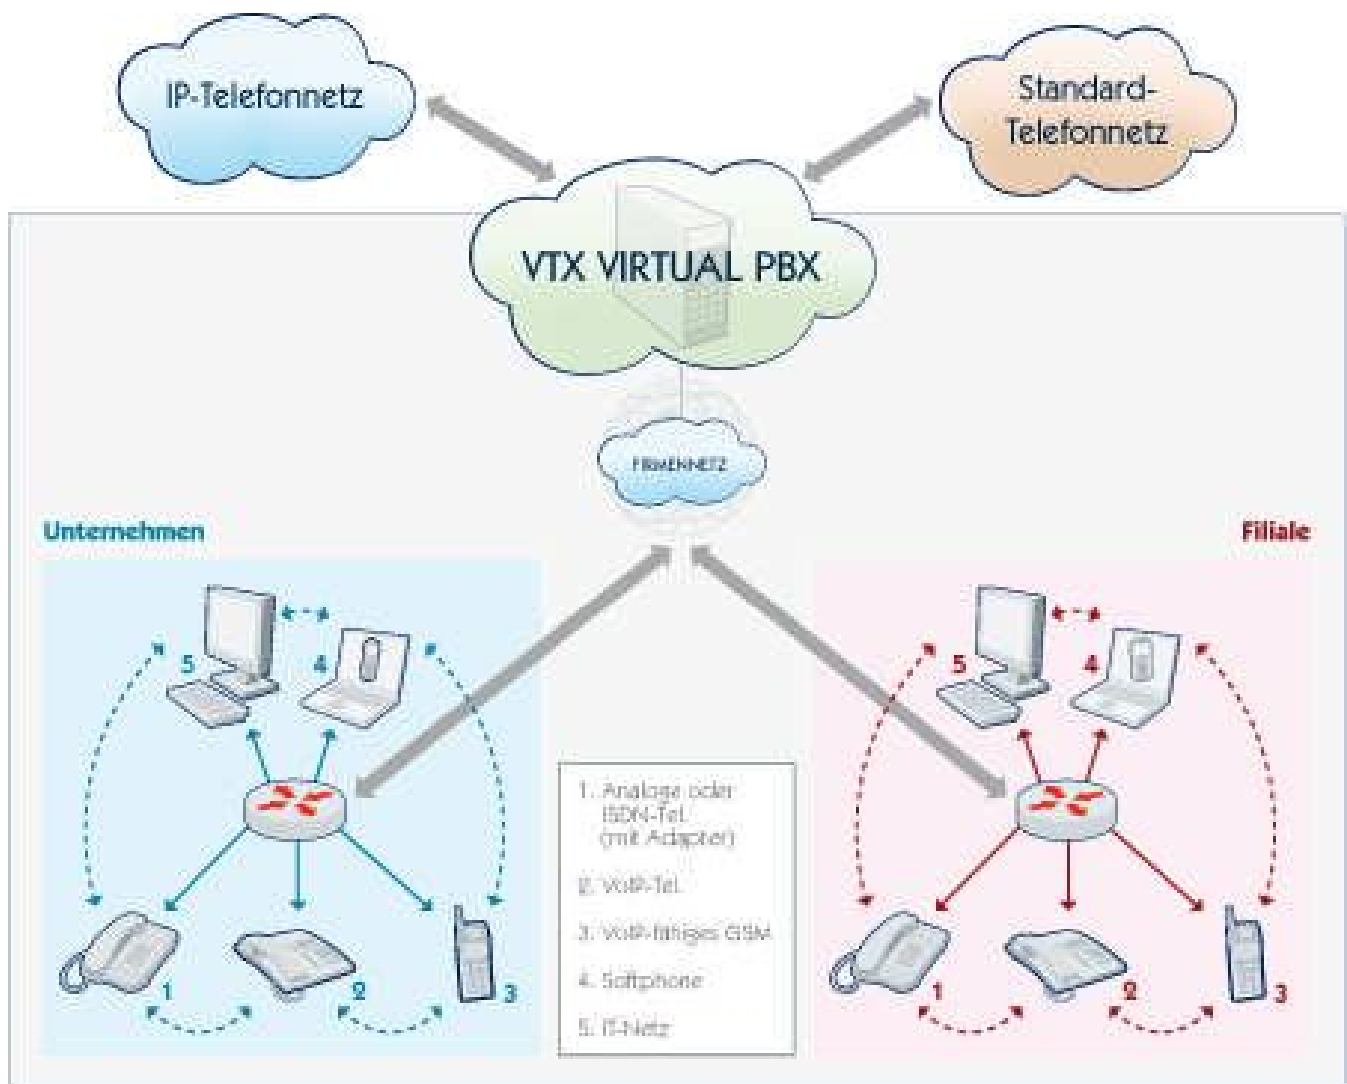 IP-Telefonnetz
Standard-
Telefonnetz
VTX VIRTUAL PBX
FIRMENNETZ
Unternehmen
Filiale
5
4
1
2
3
5
4
1
2
3
1. Analoge oder
ISDN-Tel.
(mit Adapter)
2. VoIP-Tel.
3. VoIP-fähiges GSM
4. Softphone
5. IT-Netz